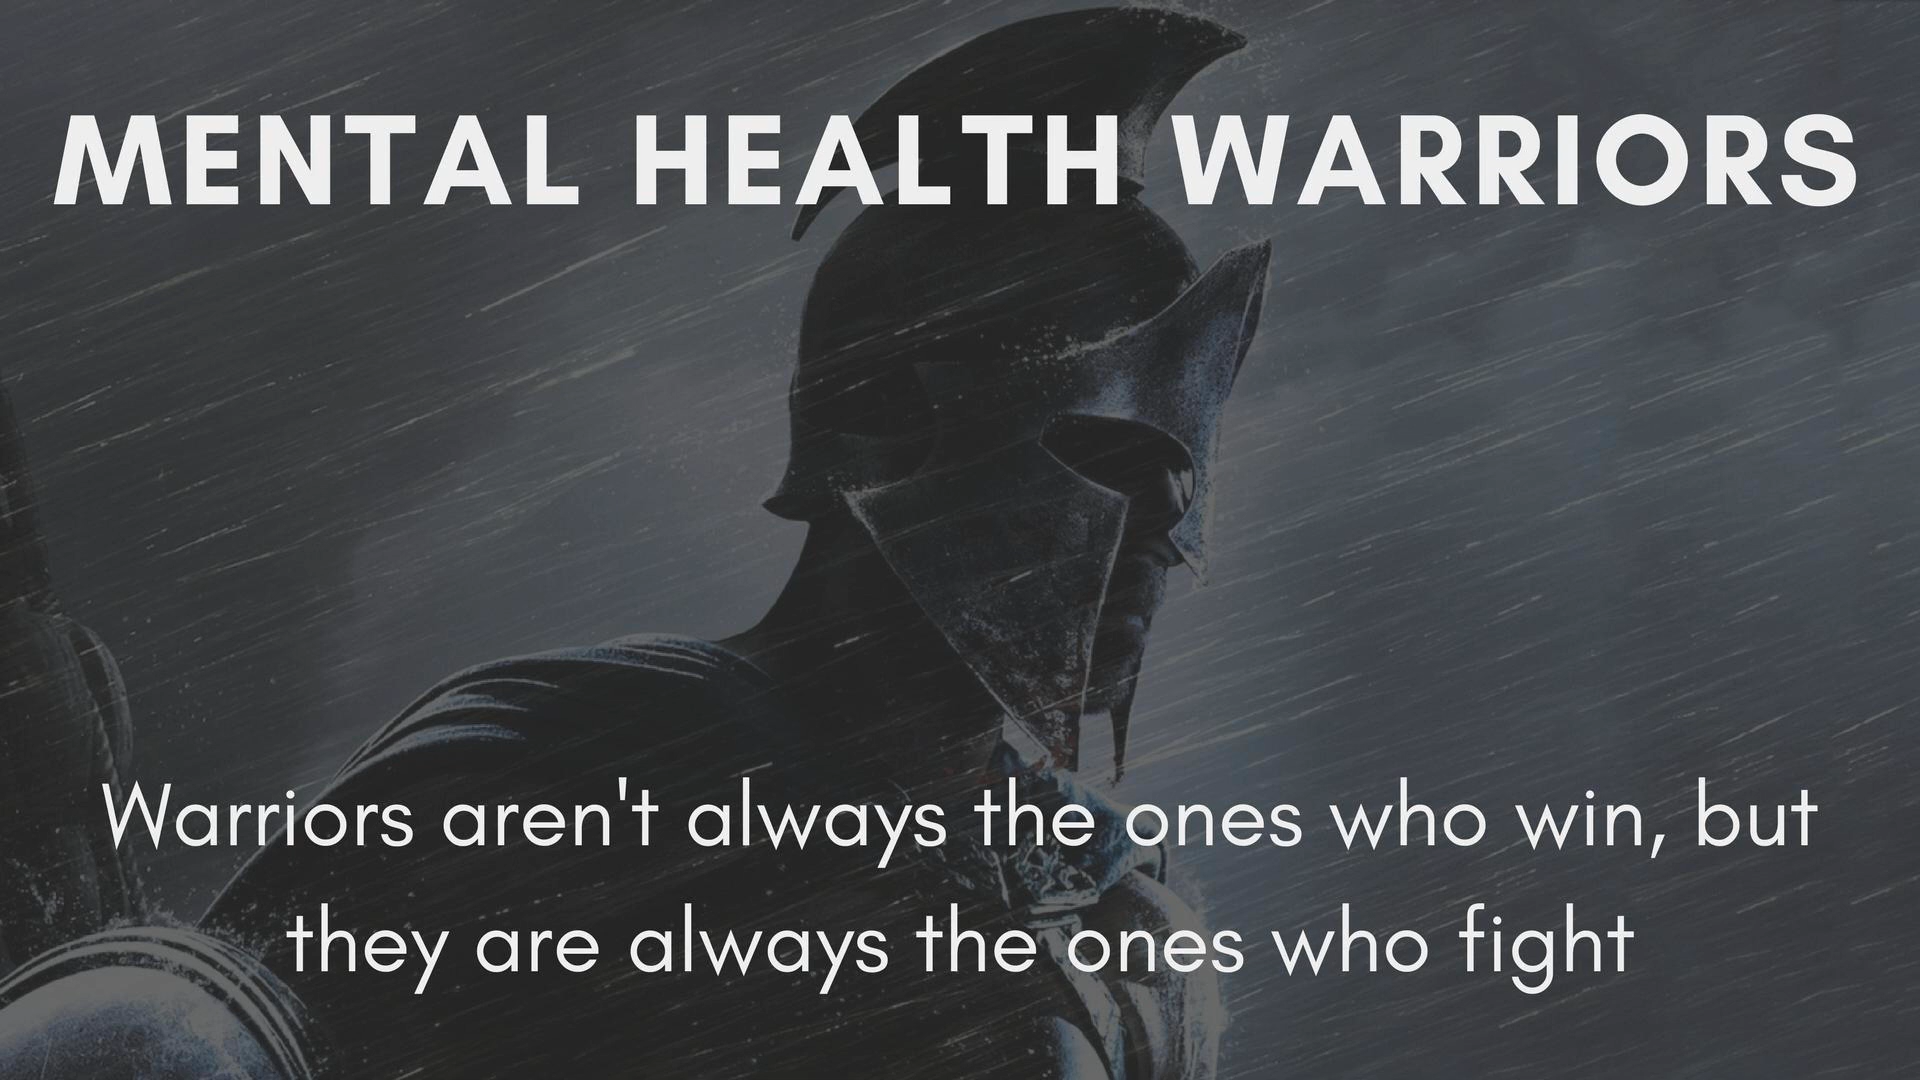 MENTAL HEALTH WARRIORS
Warriors aren't always the ones who win, but
they are always the ones who fight